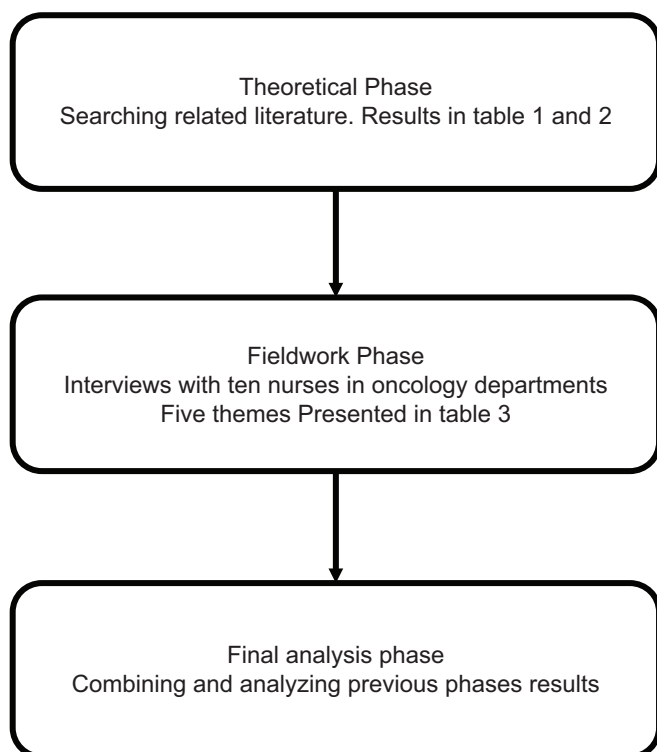 Theoretical Phase
Searching related literature. Results in table 1 and 2
Fieldwork Phase
Interviews with ten nurses in oncology departments
Five themes Presented in table 3
Final analysis phase
Combining and analyzing previous phases results